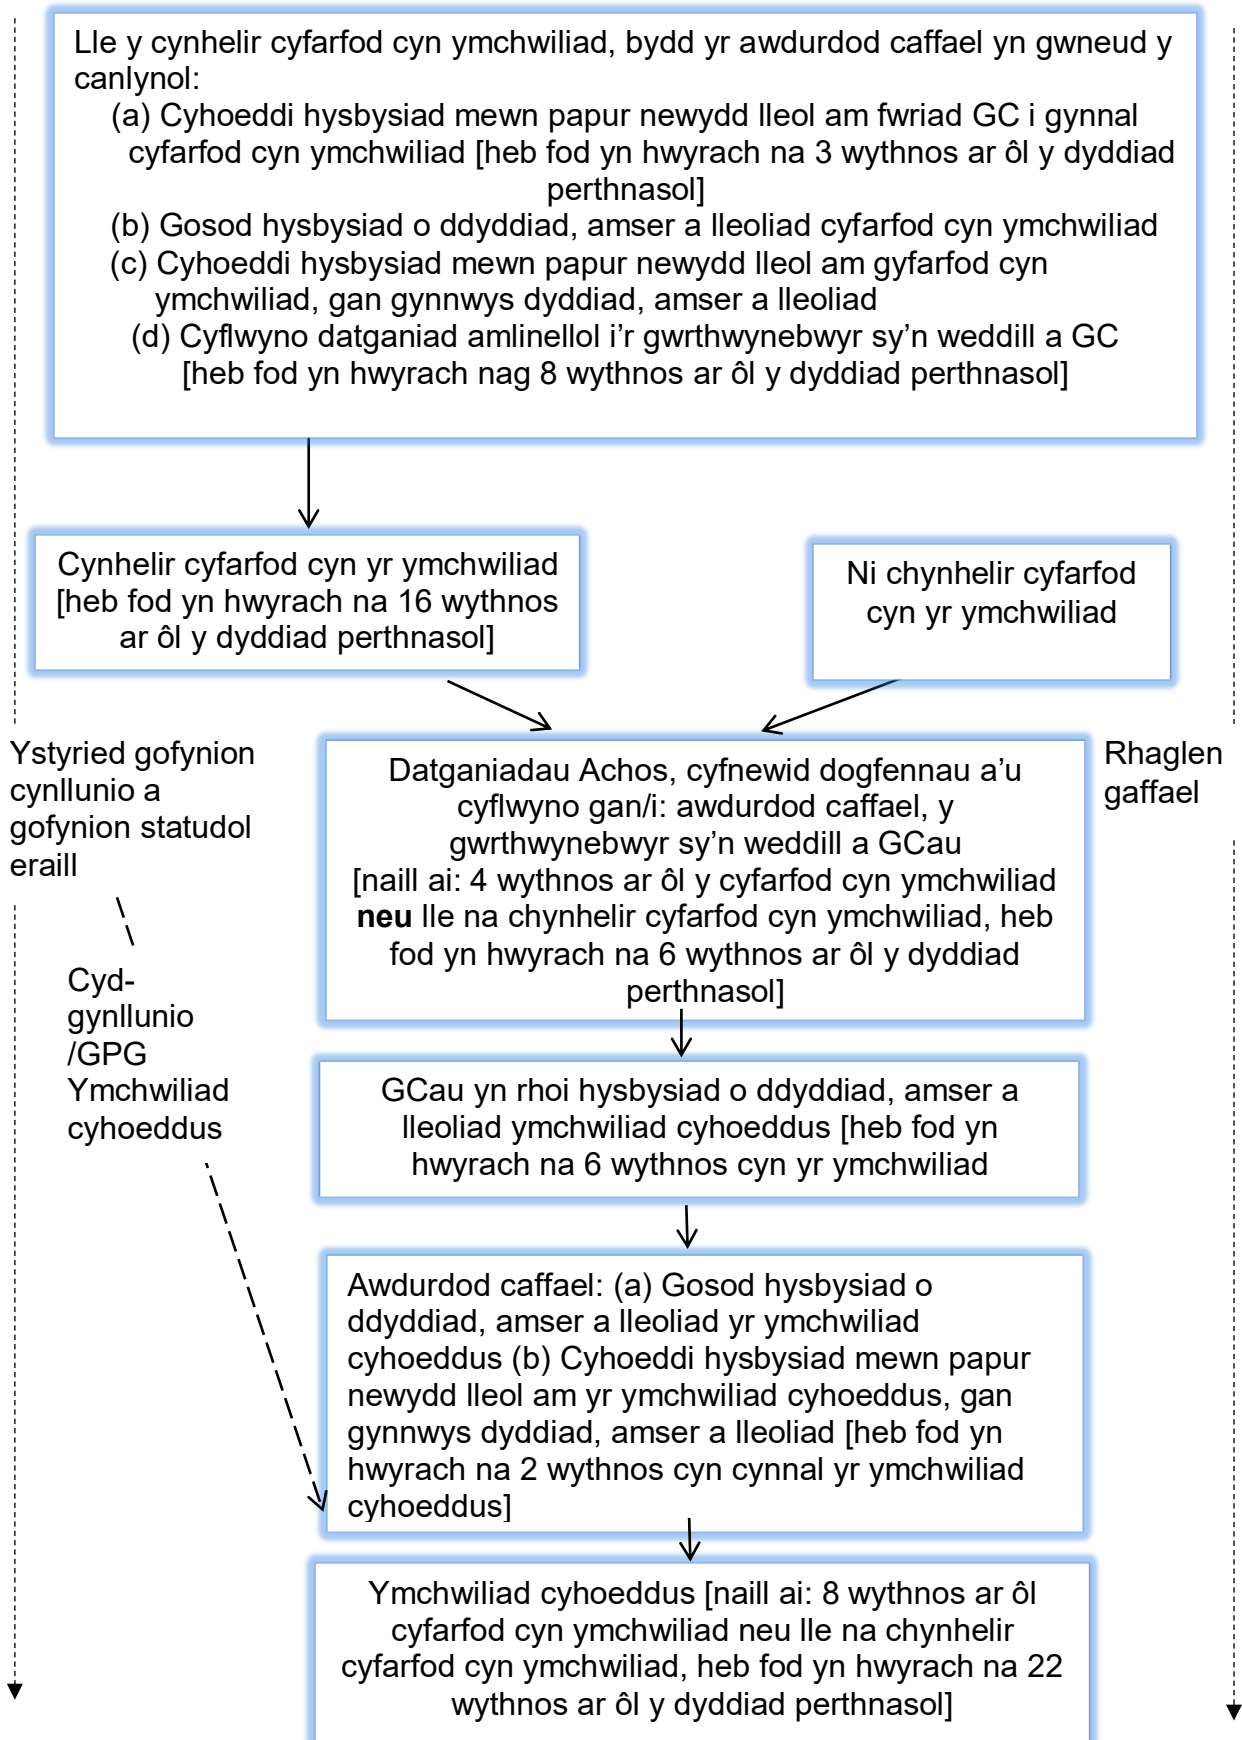 Lle y cynhelir cyfarfod cyn ymchwiliad, bydd yr awdurdod caffael yn gwneud y
canlynol:
(a) Cyhoeddi hysbysiad mewn papur newydd lleol am fwriad GC i gynnal
cyfarfod cyn ymchwiliad [heb fod yn hwyrach na 3 wythnos ar ôl y dyddiad
perthnasol]
(b) Gosod hysbysiad o ddyddiad, amser a lleoliad cyfarfod cyn ymchwiliad
(c) Cyhoeddi hysbysiad mewn papur newydd lleol am gyfarfod cyn
ymchwiliad, gan gynnwys dyddiad, amser a lleoliad
(d) Cyflwyno datganiad amlinellol i’r gwrthwynebwyr sy’n weddill a GC
[heb fod yn hwyrach nag 8 wythnos ar ôl y dyddiad perthnasol]
Cynhelir cyfarfod cyn yr ymchwiliad
[heb fod yn hwyrach na 16 wythnos
ar ôl y dyddiad perthnasol]
Ni chynhelir cyfarfod
cyn yr ymchwiliad
Ystyried gofynion
cynllunio a
gofynion statudol
eraill
Rhaglen
gaffael
Datganiadau Achos, cyfnewid dogfennau a’u
cyflwyno gan/i: awdurdod caffael, y
gwrthwynebwyr sy’n weddill a GCau
[naill ai: 4 wythnos ar ôl y cyfarfod cyn ymchwiliad
neu lle na chynhelir cyfarfod cyn ymchwiliad, heb
fod yn hwyrach na 6 wythnos ar ôl y dyddiad
perthnasol]
Cyd-
gynllunio
/GPG
Ymchwiliad
cyhoeddus
GCau yn rhoi hysbysiad o ddyddiad, amser a
lleoliad ymchwiliad cyhoeddus [heb fod yn
hwyrach na 6 wythnos cyn yr ymchwiliad
Awdurdod caffael: (a) Gosod hysbysiad o
ddyddiad, amser a lleoliad yr ymchwiliad
cyhoeddus (b) Cyhoeddi hysbysiad mewn papur
newydd lleol am yr ymchwiliad cyhoeddus, gan
gynnwys dyddiad, amser a lleoliad [heb fod yn
hwyrach na 2 wythnos cyn cynnal yr ymchwiliad
cyhoeddus]
Ymchwiliad cyhoeddus [naill ai: 8 wythnos ar ôl
cyfarfod cyn ymchwiliad neu lle na chynhelir
cyfarfod cyn ymchwiliad, heb fod yn hwyrach na 22
wythnos ar ôl y dyddiad perthnasol]